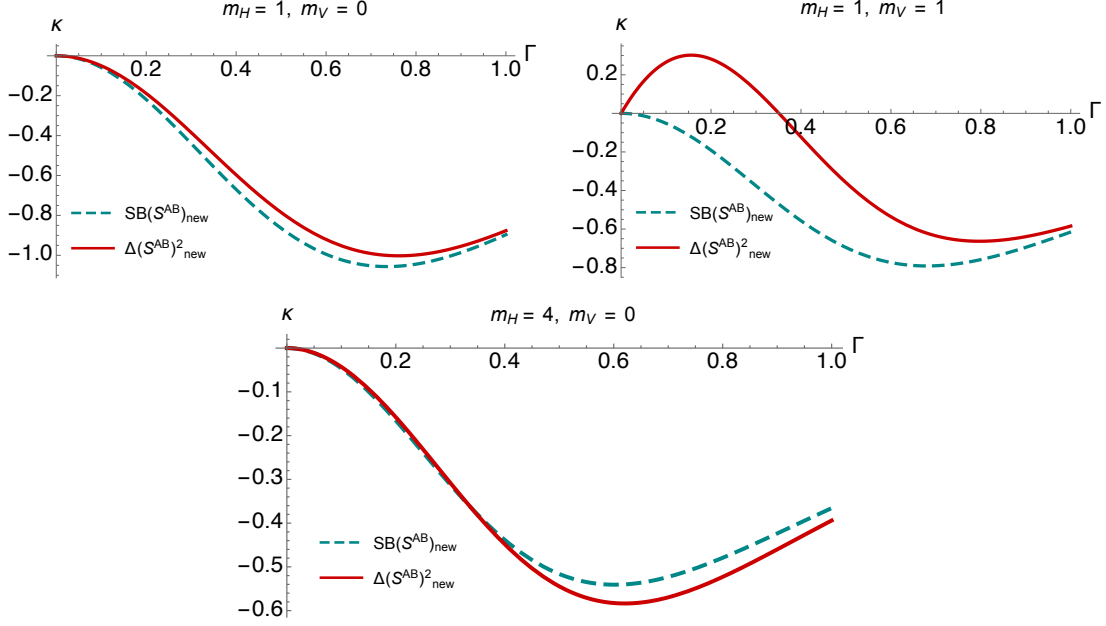 m_H = 1, m_V = 0
κ
Γ
0.2 0.4 0.6 0.8 1.0
−0.2
−0.4
−0.6
−0.8
−1.0
SB(S^AB)_new
Δ(S^AB)^2_new
m_H = 1, m_V = 1
κ
0.2
Γ
0.2 0.4 0.6 0.8 1.0
−0.2
−0.4
−0.6
−0.8
SB(S^AB)_new
Δ(S^AB)^2_new
m_H = 4, m_V = 0
κ
Γ
0.2 0.4 0.6 0.8 1.0
−0.1
−0.2
−0.3
−0.4
−0.5
−0.6
SB(S^AB)_new
Δ(S^AB)^2_new